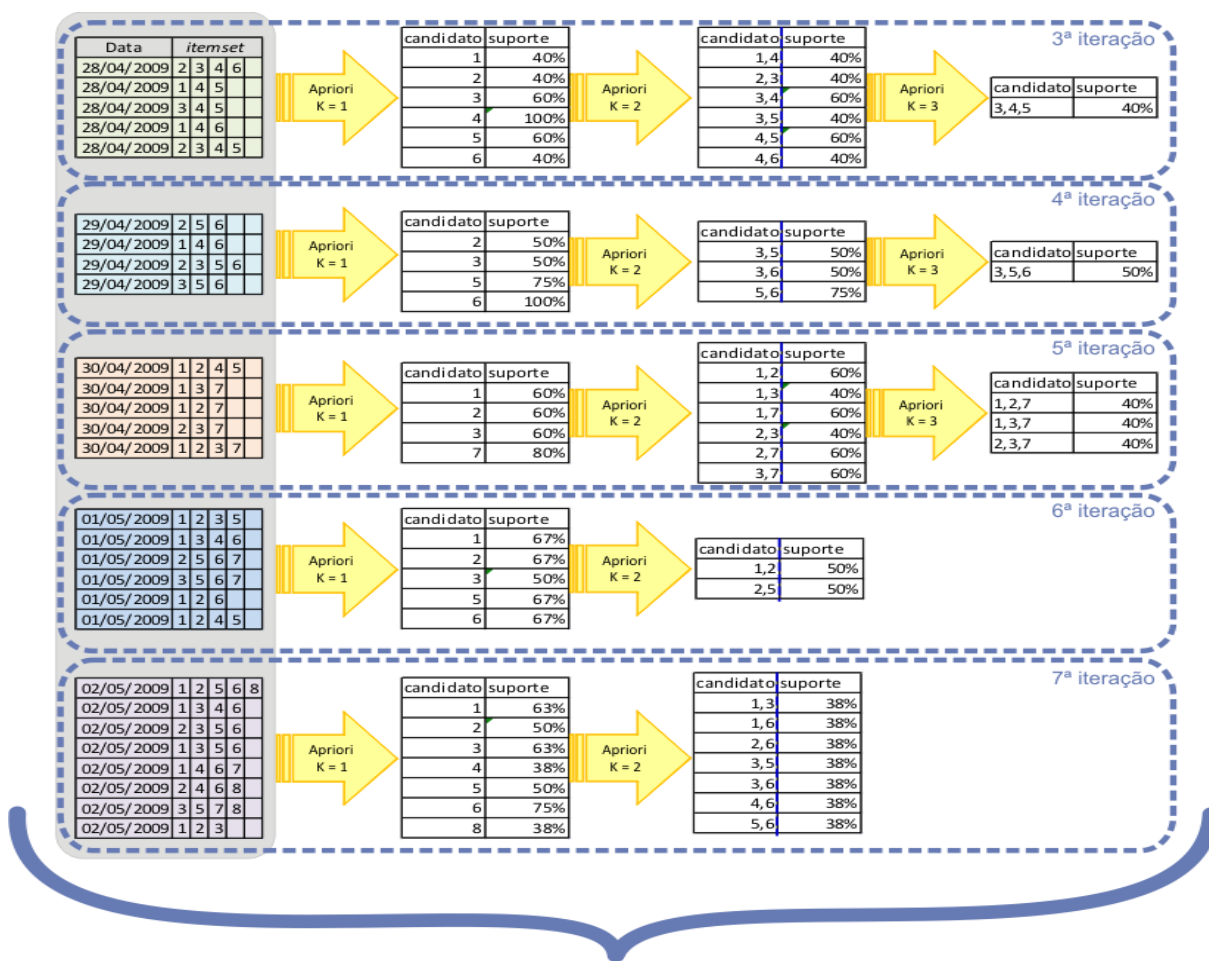 3ª iteração
Data itemset
28/04/2009 2 3 4 6
28/04/2009 1 4 5
28/04/2009 3 4 5
28/04/2009 1 4 6
28/04/2009 2 3 4 5
Apriori
K = 1
candidato suporte
1 40%
2 40%
3 60%
4 100%
5 60%
6 40%
Apriori
K = 2
candidato suporte
1,4 40%
2,3 40%
3,4 60%
3,5 40%
4,5 60%
4,6 40%
Apriori
K = 3
candidato suporte
3,4,5 40%
4ª iteração
29/04/2009 2 5 6
29/04/2009 1 4 6
29/04/2009 2 3 5 6
29/04/2009 3 5 6
Apriori
K = 1
candidato suporte
2 50%
3 50%
5 75%
6 100%
Apriori
K = 2
candidato suporte
3,5 50%
3,6 50%
5,6 75%
Apriori
K = 3
candidato suporte
3,5,6 50%
5ª iteração
30/04/2009 1 2 4 5
30/04/2009 1 3 7
30/04/2009 1 2 7
30/04/2009 2 3 7
30/04/2009 1 2 3 7
Apriori
K = 1
candidato suporte
1 60%
2 60%
3 60%
7 80%
Apriori
K = 2
candidato suporte
1,2 60%
1,3 40%
1,7 60%
2,3 40%
2,7 60%
3,7 60%
Apriori
K = 3
candidato suporte
1,2,7 40%
1,3,7 40%
2,3,7 40%
6ª iteração
01/05/2009 1 2 3 5
01/05/2009 1 3 4 6
01/05/2009 2 5 6 7
01/05/2009 3 5 6 7
01/05/2009 1 2 6
01/05/2009 1 2 4 5
Apriori
K = 1
candidato suporte
1 67%
2 67%
3 50%
5 67%
6 67%
Apriori
K = 2
candidato suporte
1,2 50%
2,5 50%
7ª iteração
02/05/2009 1 2 5 6 8
02/05/2009 1 3 4 6
02/05/2009 2 3 5 6
02/05/2009 1 3 5 6
02/05/2009 1 4 6 7
02/05/2009 2 4 6 8
02/05/2009 3 5 7 8
02/05/2009 1 2 3
Apriori
K = 1
candidato suporte
1 63%
2 50%
3 63%
4 38%
5 50%
6 75%
8 38%
Apriori
K = 2
candidato suporte
1,3 38%
1,6 38%
2,6 38%
3,5 38%
3,6 38%
4,6 38%
5,6 38%